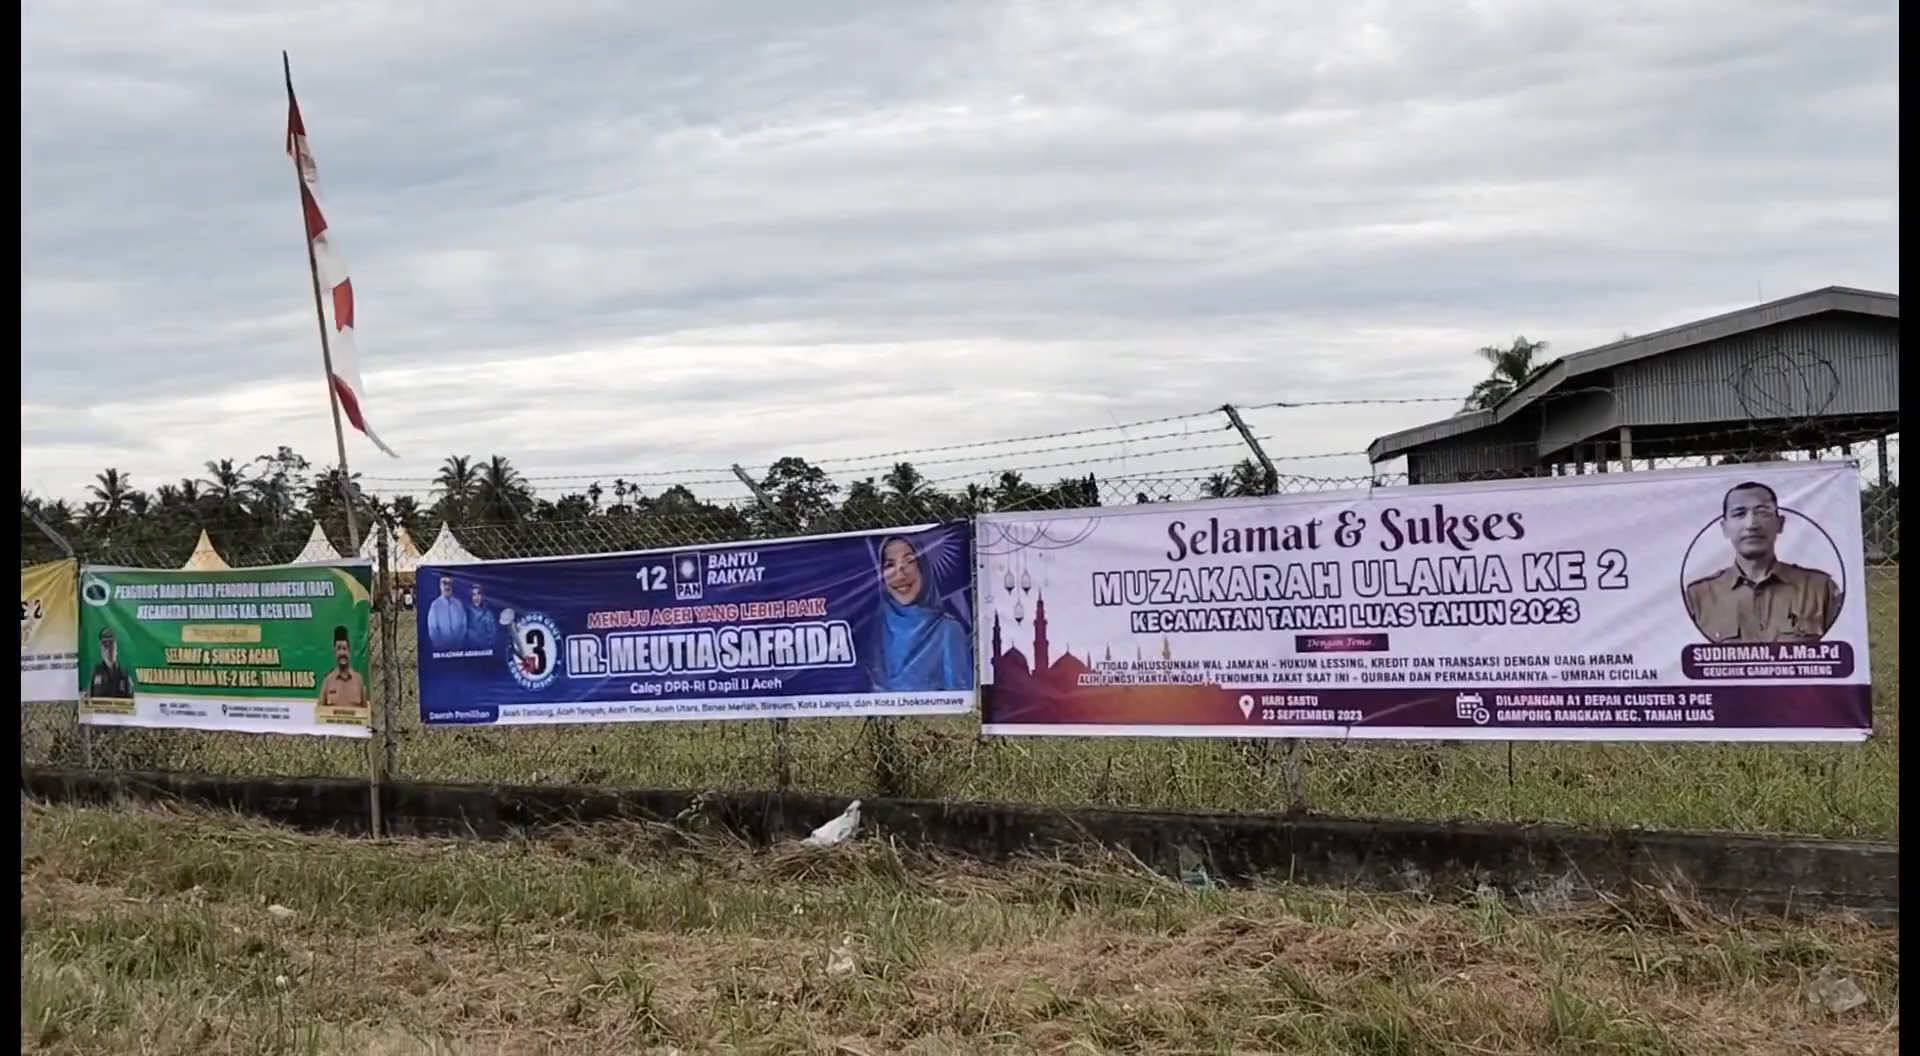 PENGURUS RADIO ANTAR PENDUDUK INDONESIA (RAPI)
KECAMATAN TANAH LUAS KAB. ACEH UTARA
Mengucapkan
SELAMAT & SUKSES ACARA
MUZAKARAH ULAMA KE-2 KEC. TANAH LUAS
12 PAN BANTU
RAKYAT
MENUJU ACEH YANG LEBIH BAIK
3
IR. MEUTIA SAFRIDA
Caleg DPR-RI Dapil II Aceh
Daerah Pemilihan Aceh Tamiang, Aceh Tengah, Aceh Timur, Aceh Utara, Bener Meriah, Bireuen, Kota Langsa, dan Kota Lhokseumawe
Selamat & Sukses
MUZAKARAH ULAMA KE 2
KECAMATAN TANAH LUAS TAHUN 2023
Dengan Tema
I'TIQAD AHLUSSUNNAH WAL JAMA'AH - HUKUM LESSING, KREDIT DAN TRANSAKSI DENGAN UANG HARAM
ALIH FUNGSI HARTA WAQAF - FENOMENA ZAKAT SAAT INI - QURBAN DAN PERMASALAHANNYA - UMRAH CICILAN
HARI SABTU
23 SEPTEMBER 2023
DILAPANGAN A1 DEPAN CLUSTER 3 PGE
GAMPONG RANGKAYA KEC. TANAH LUAS
SUDIRMAN, A.Ma.Pd
GEUCHIK GAMPONG TRIENG